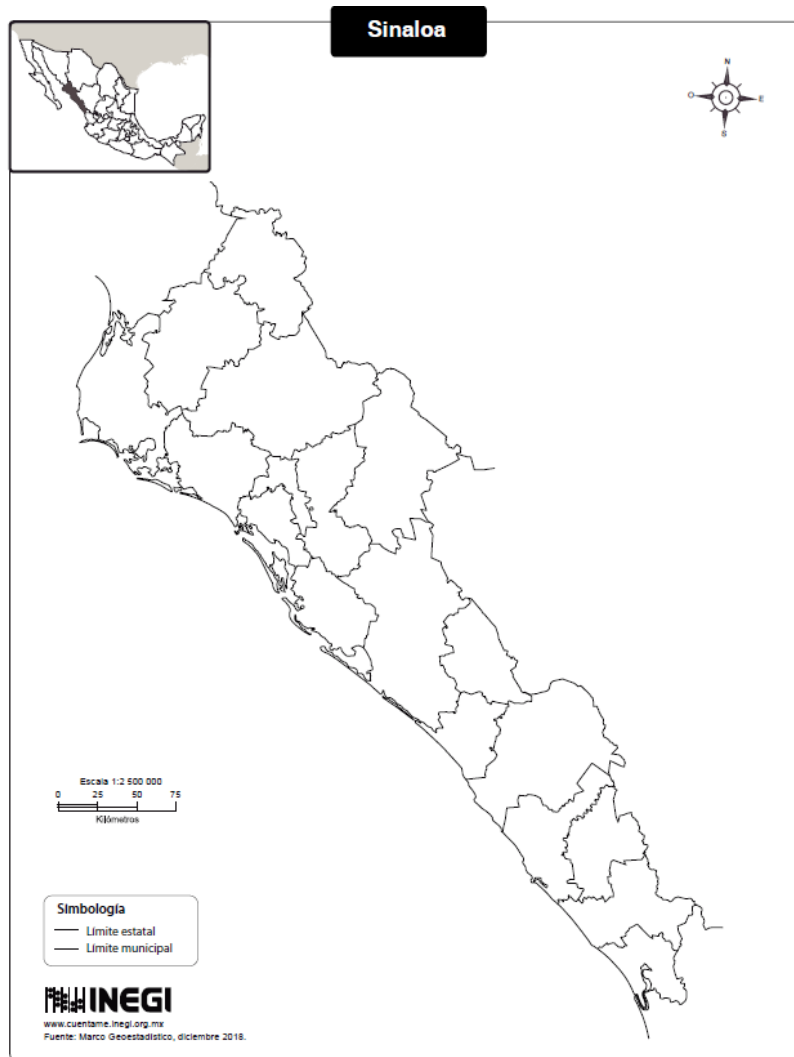 Sinaloa
N
O
E
S
Escala 1:2 500 000
0 25 50 75
Kilómetros
Simbología
Límite estatal
Límite municipal
INEGI
www.cuentame.inegi.org.mx
Fuente: Marco Geoestadístico, diciembre 2018.